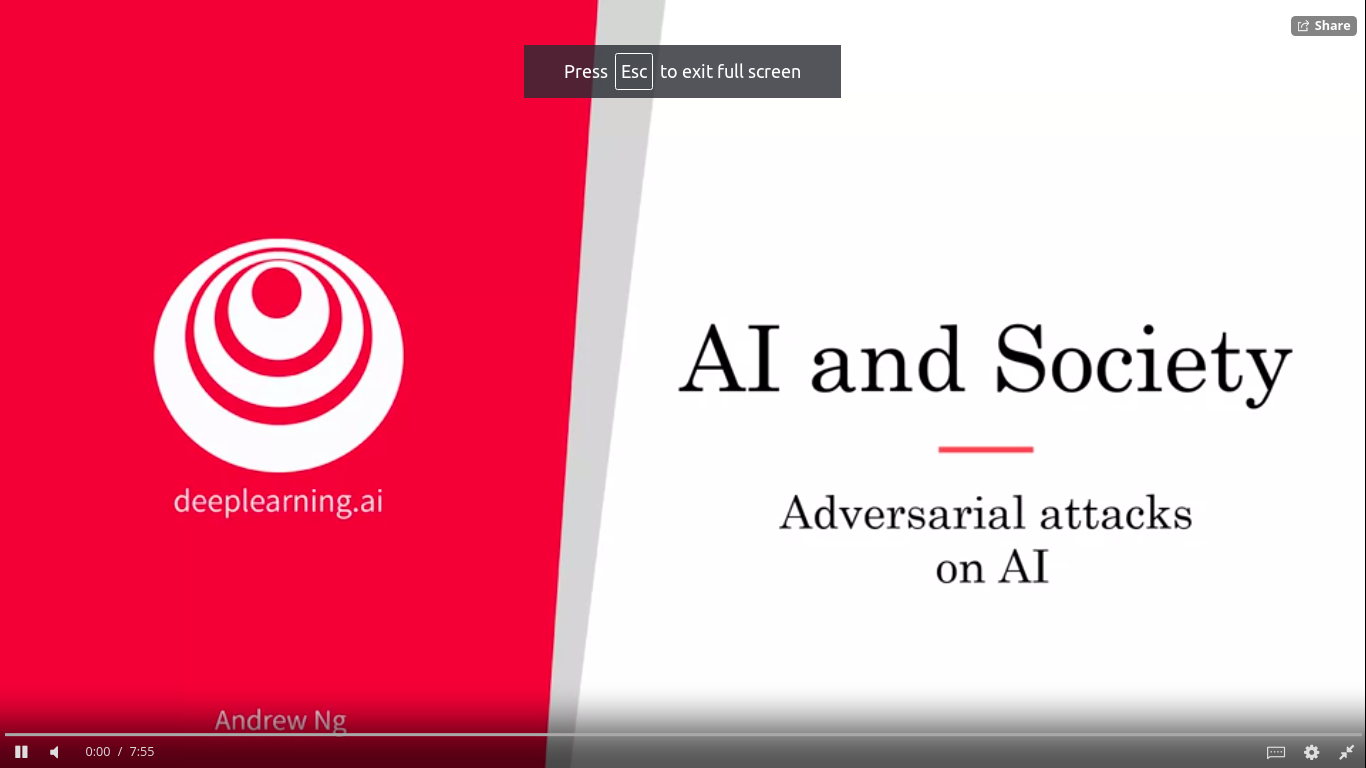 Share
Press Esc to exit full screen
AI and Society
Adversarial attacks
on AI
deeplearning.ai
Andrew Ng
0:00 / 7:55